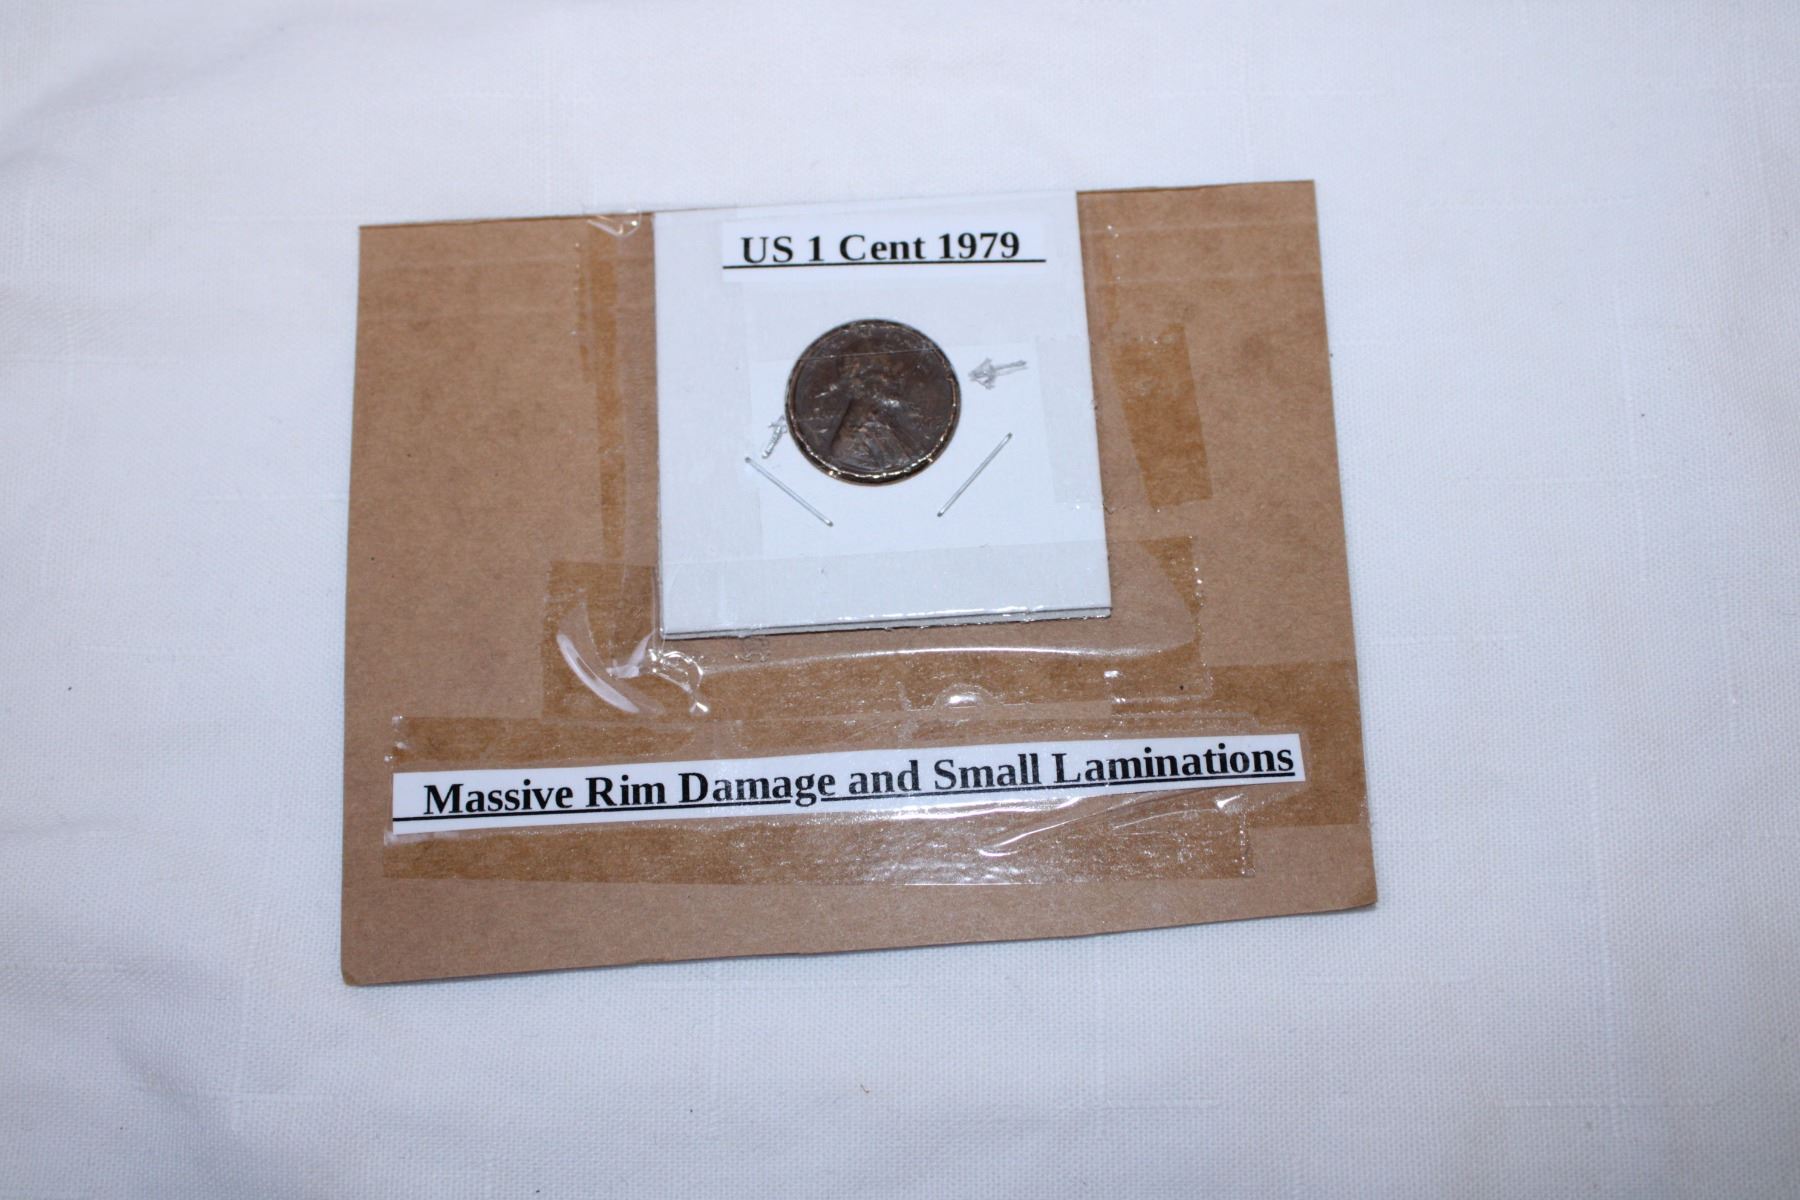 US 1 Cent 1979
Massive Rim Damage and Small Laminations